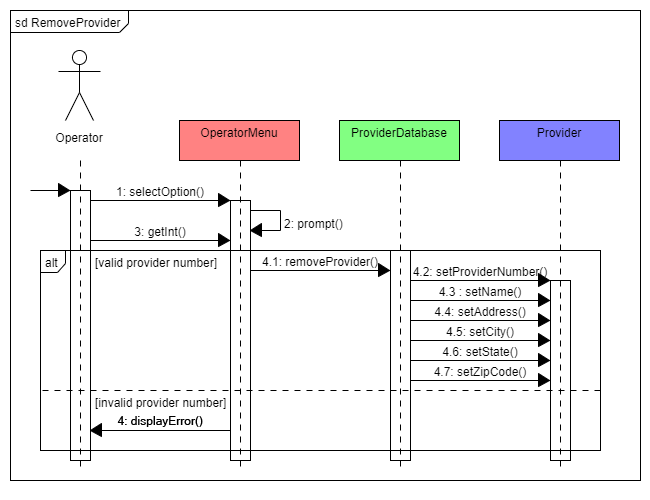 sd RemoveProvider
Operator
OperatorMenu
ProviderDatabase
Provider
1: selectOption()
2: prompt()
3: getInt()
alt
[valid provider number]
4.1: removeProvider()
4.2: setProviderNumber()
4.3 : setName()
4.4: setAddress()
4.5: setCity()
4.6: setState()
4.7: setZipCode()
[invalid provider number]
4: displayError()